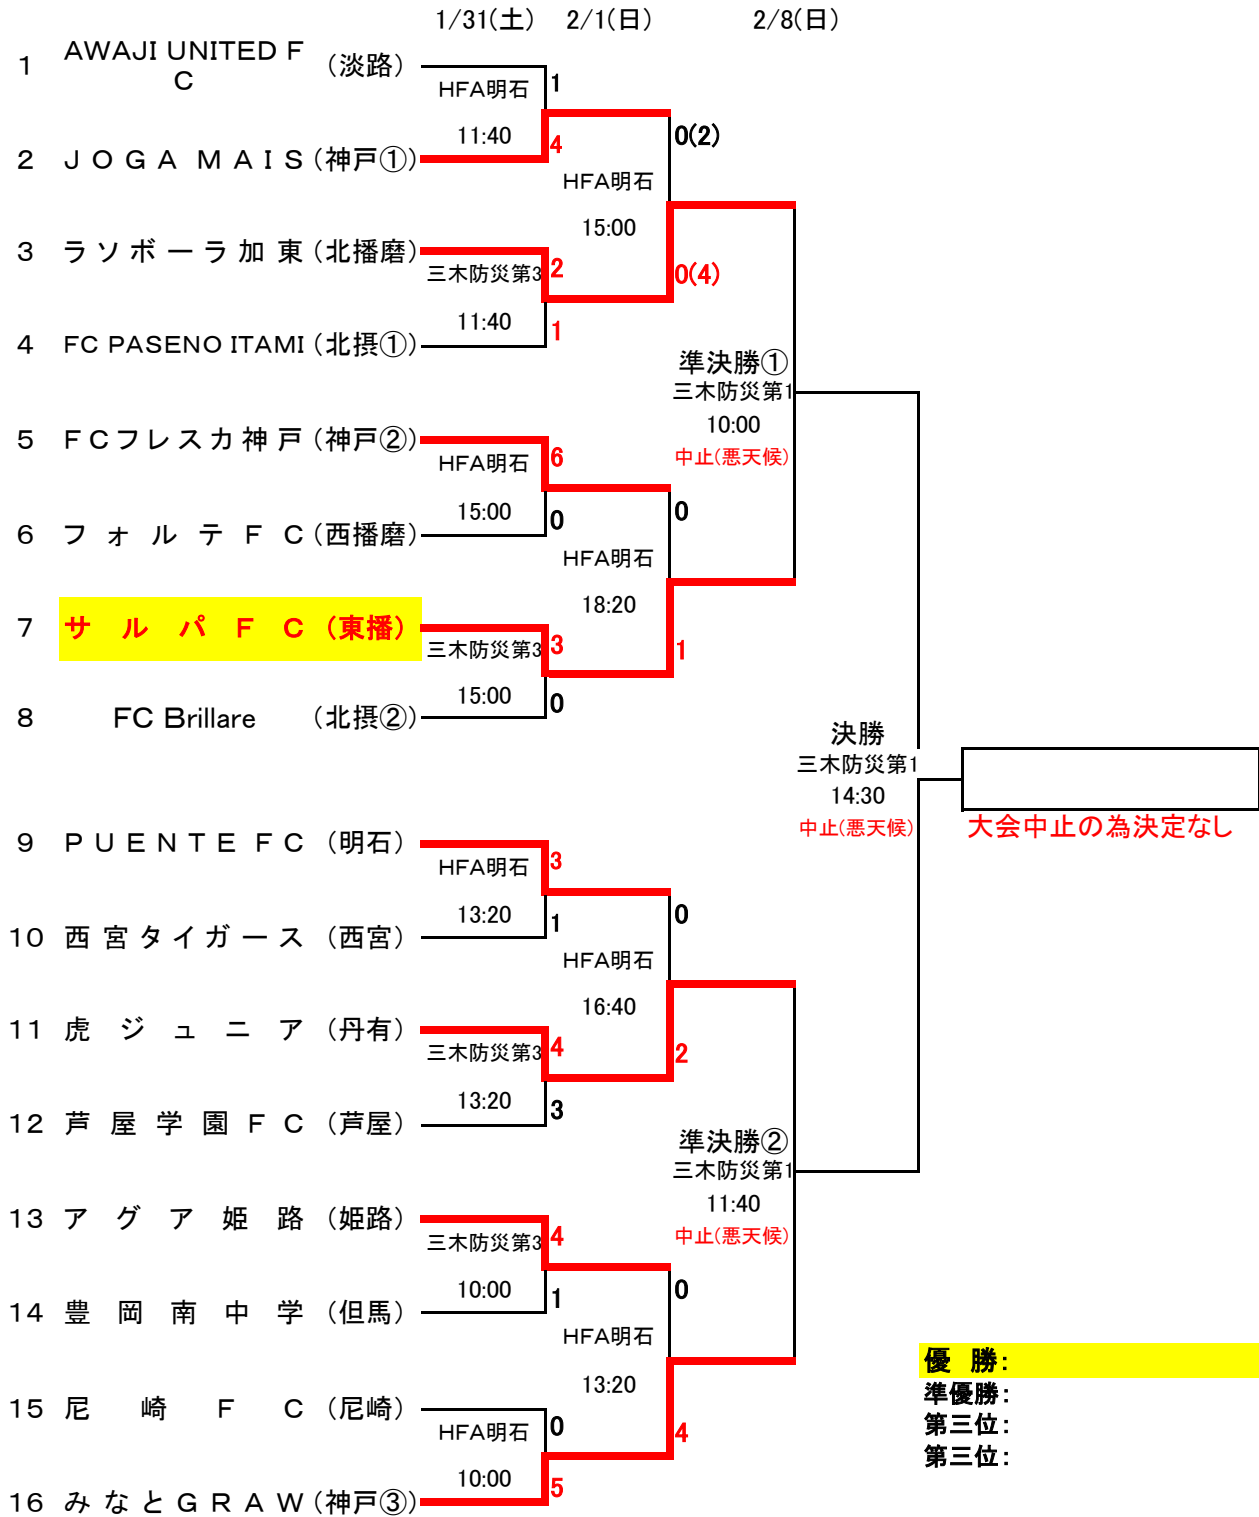 1/31(土) 2/1(日) 2/8(日)
1 AWAJI UNITED F C (淡路)
HFA明石 1
11:40 4
2 JOGA MAIS (神戸①)
0(2)
HFA明石
15:00
3 ラソボーラ加東 (北播磨)
三木防災第3 2
0(4)
11:40 1
4 FC PASENO ITAMI (北摂①)
準決勝①
三木防災第1
10:00
中止(悪天候)
5 FCフレスカ神戸 (神戸②)
HFA明石 6
15:00 0
0
6 フォルテFC (西播磨)
HFA明石
18:20
7 サルパFC (東播)
三木防災第3 3
1
15:00 0
8 FC Brillare (北摂②)
決勝
三木防災第1
14:30
中止(悪天候)
大会中止の為決定なし
9 PUENTE FC (明石)
HFA明石 3
13:20 1
0
10 西宮タイガース (西宮)
HFA明石
16:40
11 虎ジュニア (丹有)
三木防災第3 4
2
13:20 3
12 芦屋学園FC (芦屋)
準決勝②
三木防災第1
11:40
中止(悪天候)
13 アグア姫路 (姫路)
三木防災第3 4
10:00 1
0
14 豊岡南中学 (但馬)
HFA明石
13:20
15 尼崎FC (尼崎)
HFA明石 0
4
10:00 5
16 みなとGRAW (神戸③)
優 勝:
準優勝:
第三位:
第三位: